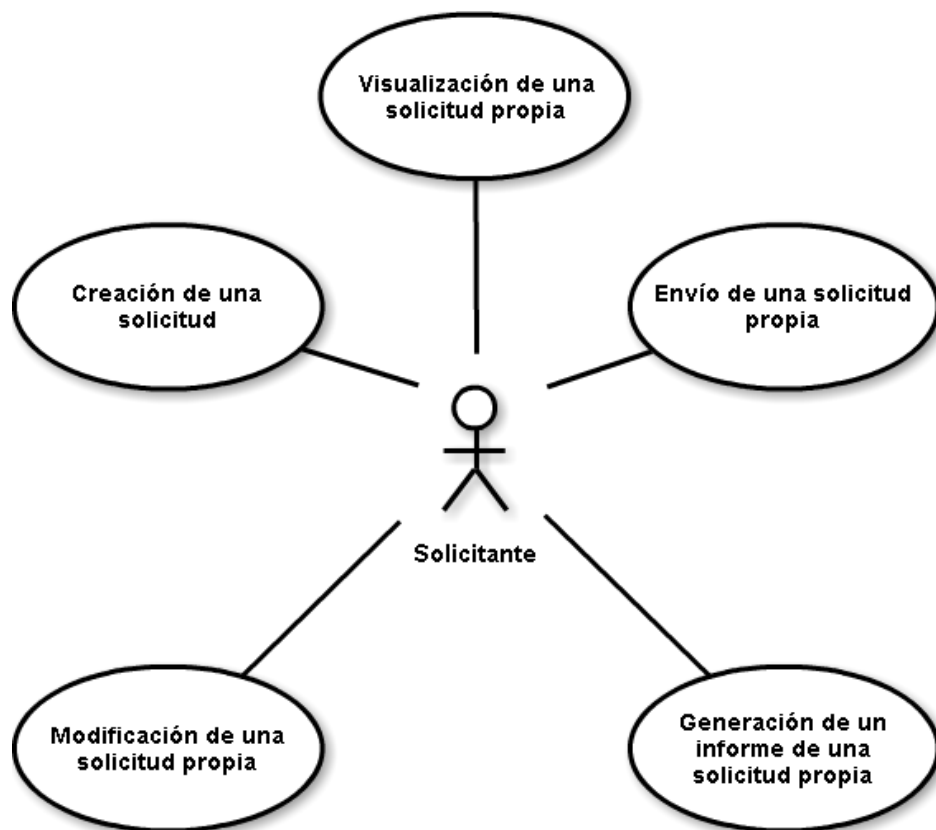 Visualización de una
solicitud propia
Creación de una
solicitud
Envío de una solicitud
propia
Solicitante
Modificación de una
solicitud propia
Generación de un
informe de una
solicitud propia